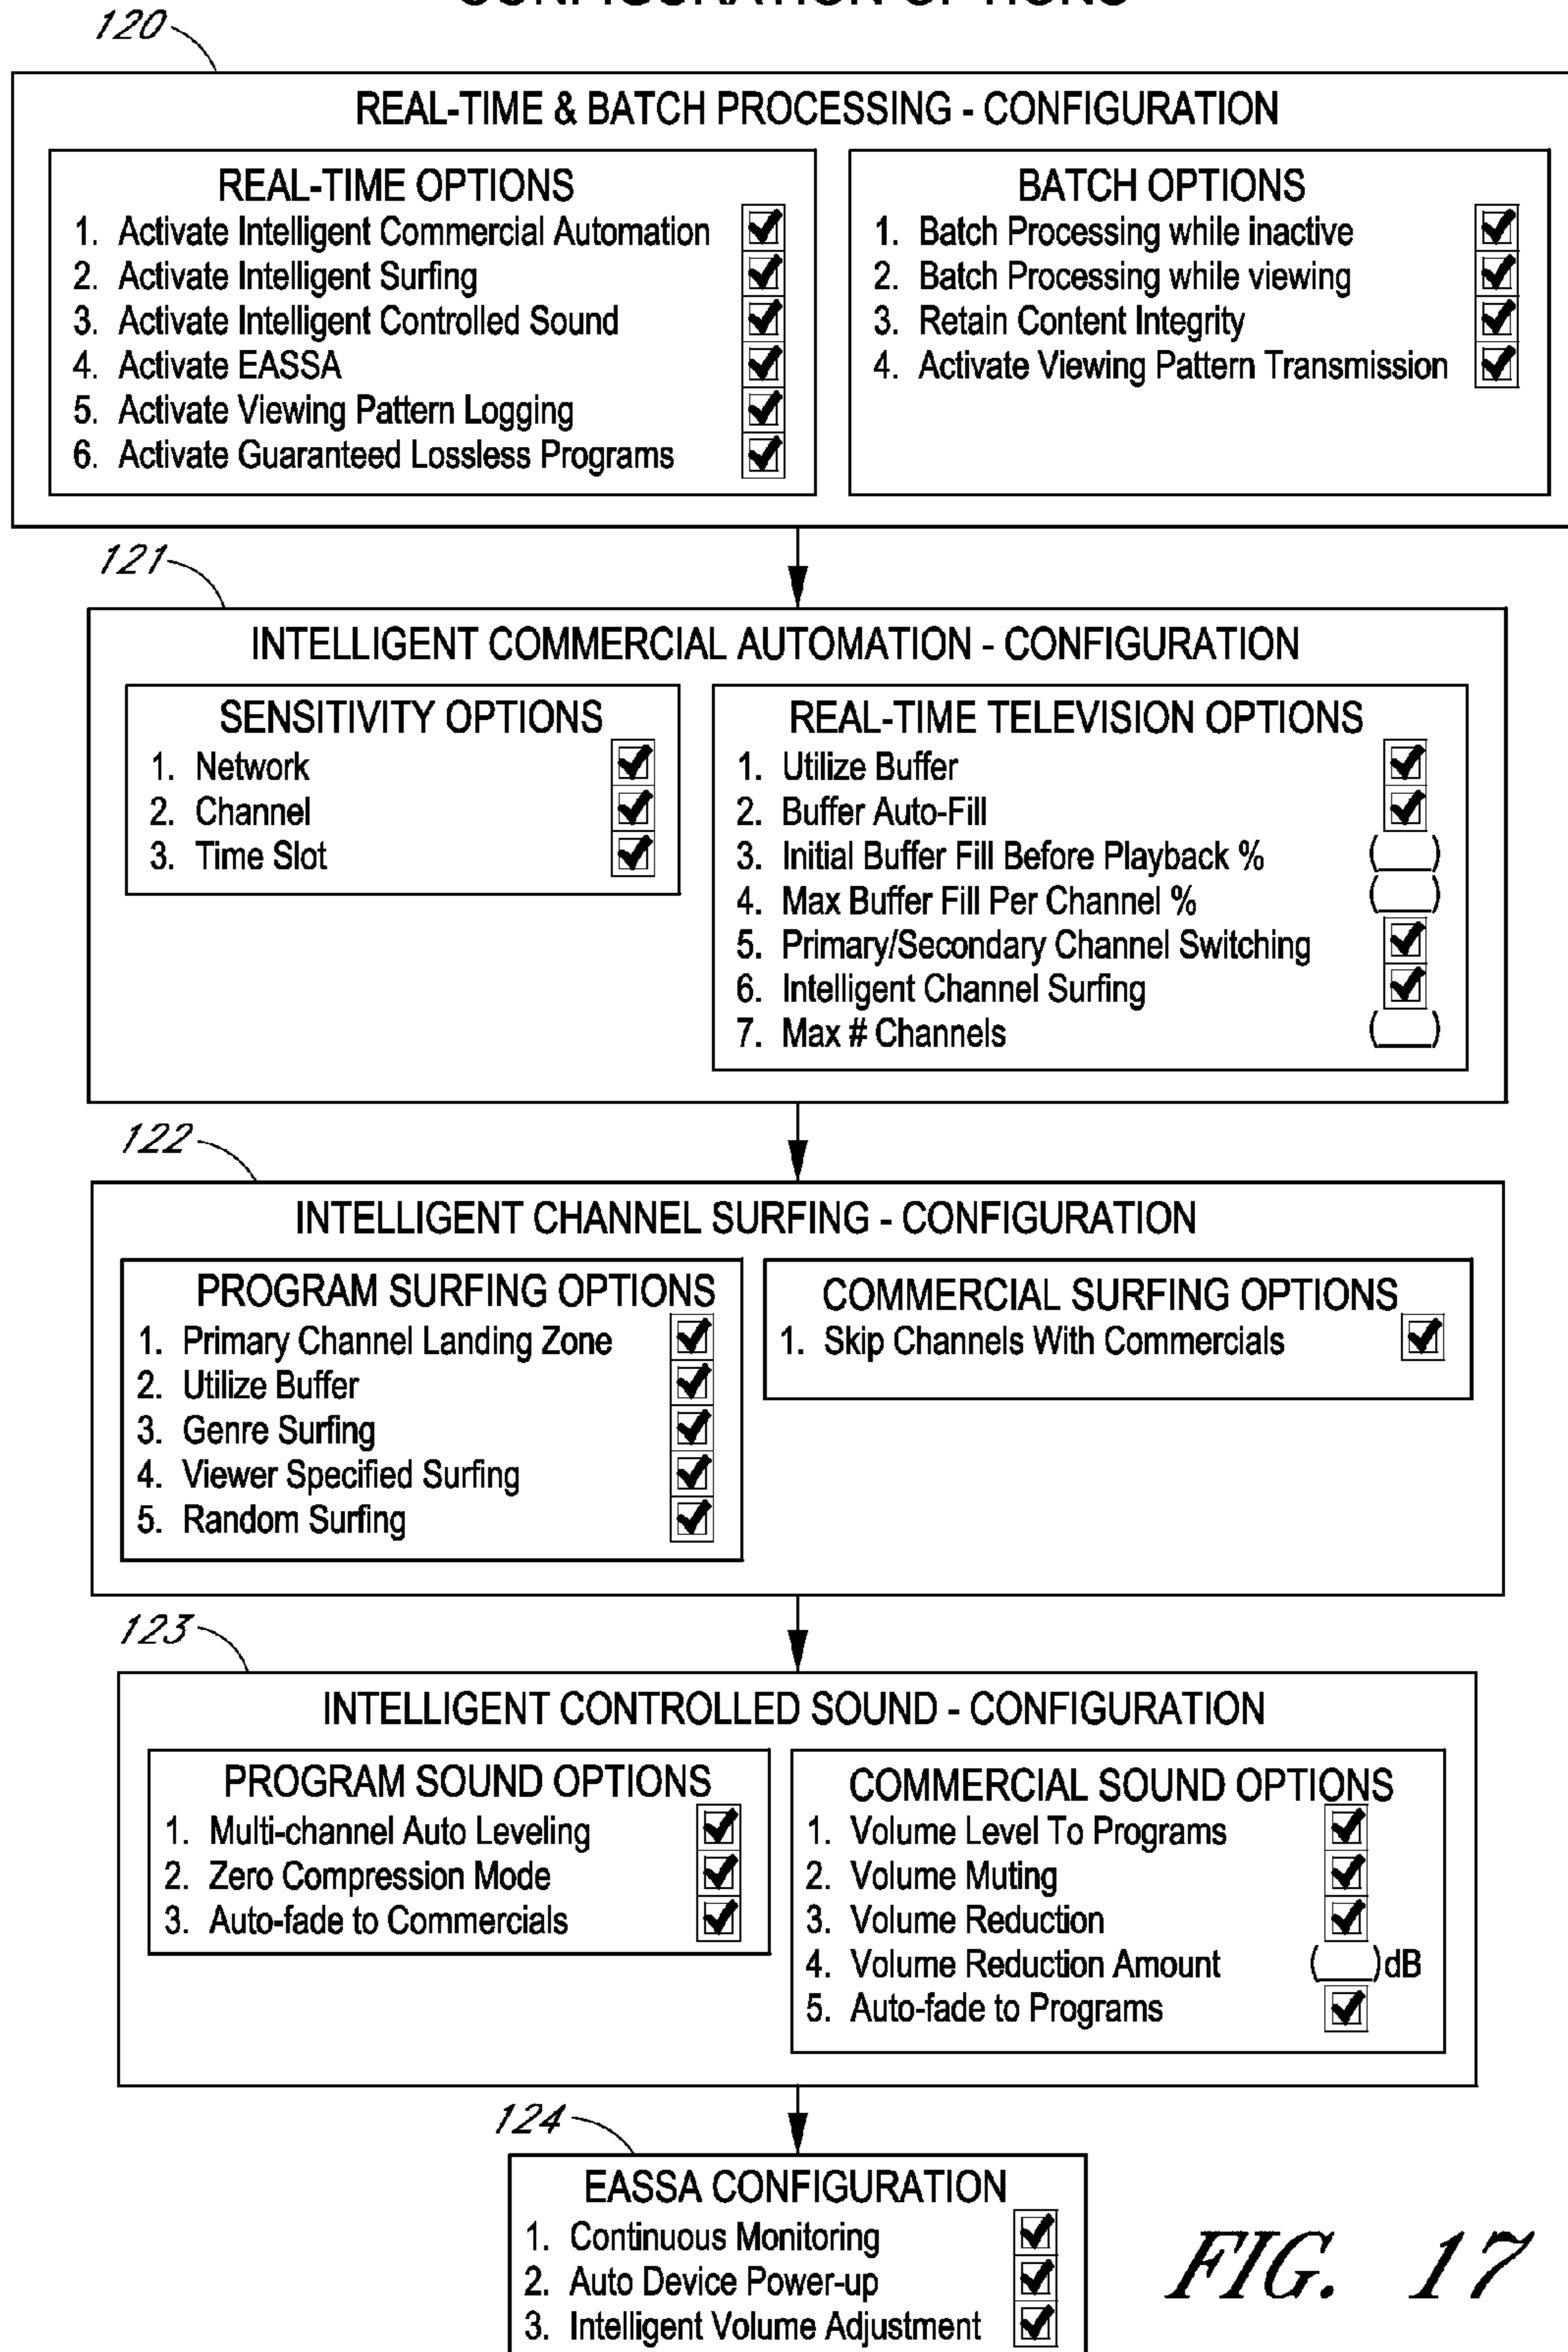 CONFIGURATION OPTIONS
120
REAL-TIME & BATCH PROCESSING - CONFIGURATION
REAL-TIME OPTIONS
1. Activate Intelligent Commercial Automation
2. Activate Intelligent Surfing
3. Activate Intelligent Controlled Sound
4. Activate EASSA
5. Activate Viewing Pattern Logging
6. Activate Guaranteed Lossless Programs
BATCH OPTIONS
1. Batch Processing while inactive
2. Batch Processing while viewing
3. Retain Content Integrity
4. Activate Viewing Pattern Transmission
121
INTELLIGENT COMMERCIAL AUTOMATION - CONFIGURATION
SENSITIVITY OPTIONS
1. Network
2. Channel
3. Time Slot
REAL-TIME TELEVISION OPTIONS
1. Utilize Buffer
2. Buffer Auto-Fill
3. Initial Buffer Fill Before Playback % (___)
4. Max Buffer Fill Per Channel % (___)
5. Primary/Secondary Channel Switching
6. Intelligent Channel Surfing
7. Max # Channels (___)
122
INTELLIGENT CHANNEL SURFING - CONFIGURATION
PROGRAM SURFING OPTIONS
1. Primary Channel Landing Zone
2. Utilize Buffer
3. Genre Surfing
4. Viewer Specified Surfing
5. Random Surfing
COMMERCIAL SURFING OPTIONS
1. Skip Channels With Commercials
123
INTELLIGENT CONTROLLED SOUND - CONFIGURATION
PROGRAM SOUND OPTIONS
1. Multi-channel Auto Leveling
2. Zero Compression Mode
3. Auto-fade to Commercials
COMMERCIAL SOUND OPTIONS
1. Volume Level To Programs
2. Volume Muting
3. Volume Reduction
4. Volume Reduction Amount (___)dB
5. Auto-fade to Programs
124
EASSA CONFIGURATION
1. Continuous Monitoring
2. Auto Device Power-up
3. Intelligent Volume Adjustment
FIG. 17